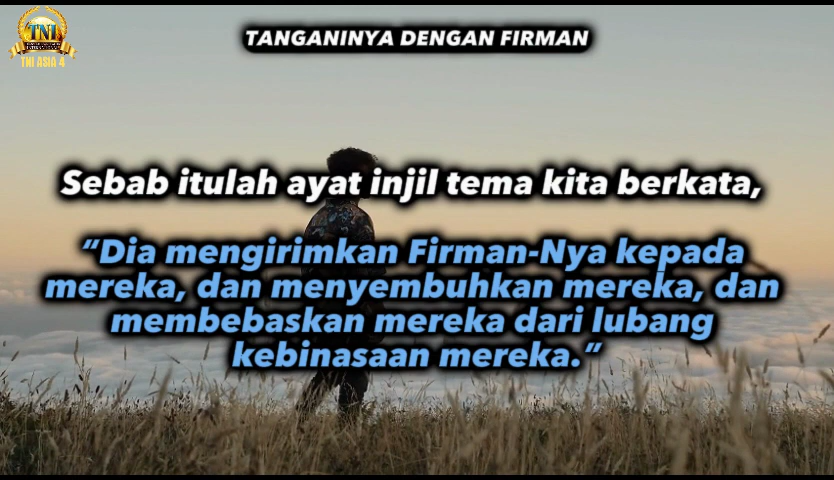 TNI
TNI ASIA 4
TANGANINYA DENGAN FIRMAN
Sebab itulah ayat injil tema kita berkata,
“Dia mengirimkan Firman-Nya kepada
mereka, dan menyembuhkan mereka, dan
membebaskan mereka dari lubang
kebinasaan mereka.”